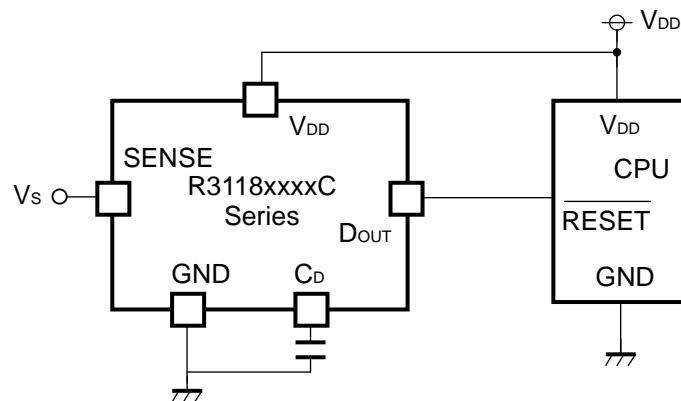 VDD
VDD
VDD
SENSE
R3118xxxxC
Series
CPU
VS
DOUT
RESET
GND
CD
GND